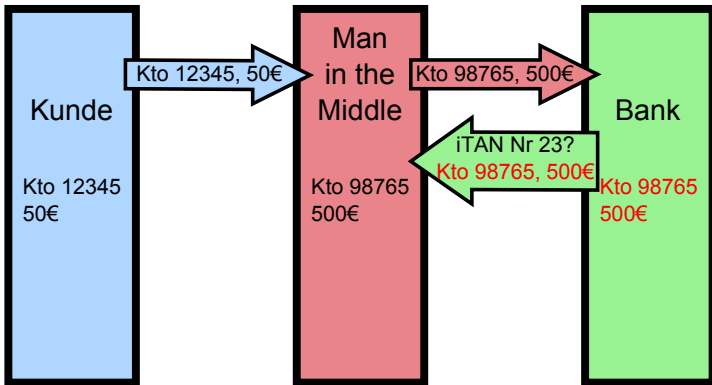 Kunde
Kto 12345
50€
Kto 12345, 50€
Man
in the
Middle
Kto 98765
500€
Kto 98765, 500€
iTAN Nr 23?
Kto 98765, 500€
Bank
Kto 98765
500€